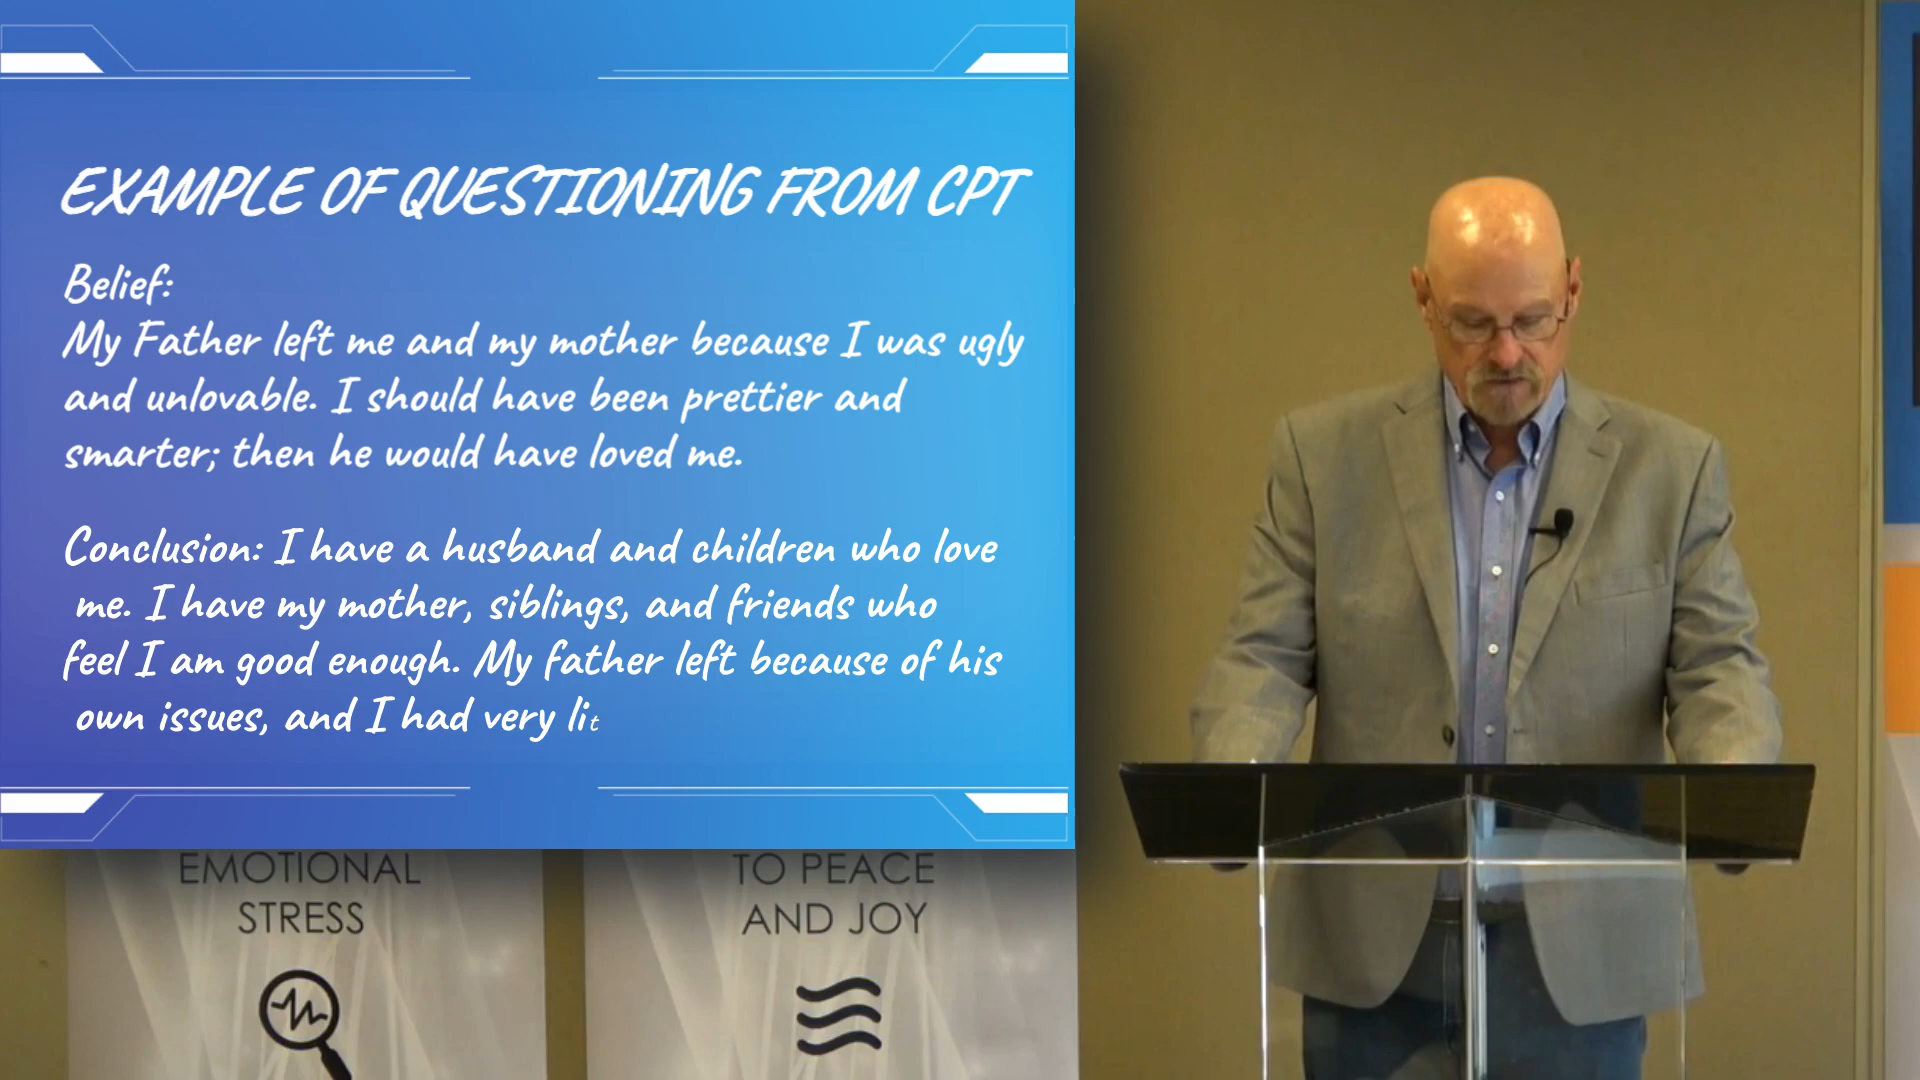 EXAMPLE OF QUESTIONING FROM CPT
Belief:
My Father left me and my mother because I was ugly
and unlovable. I should have been prettier and
smarter; then he would have loved me.
Conclusion: I have a husband and children who love
me. I have my mother, siblings, and friends who
feel I am good enough. My father left because of his
own issues, and I had very lit
EMOTIONAL
STRESS
TO PEACE
AND JOY